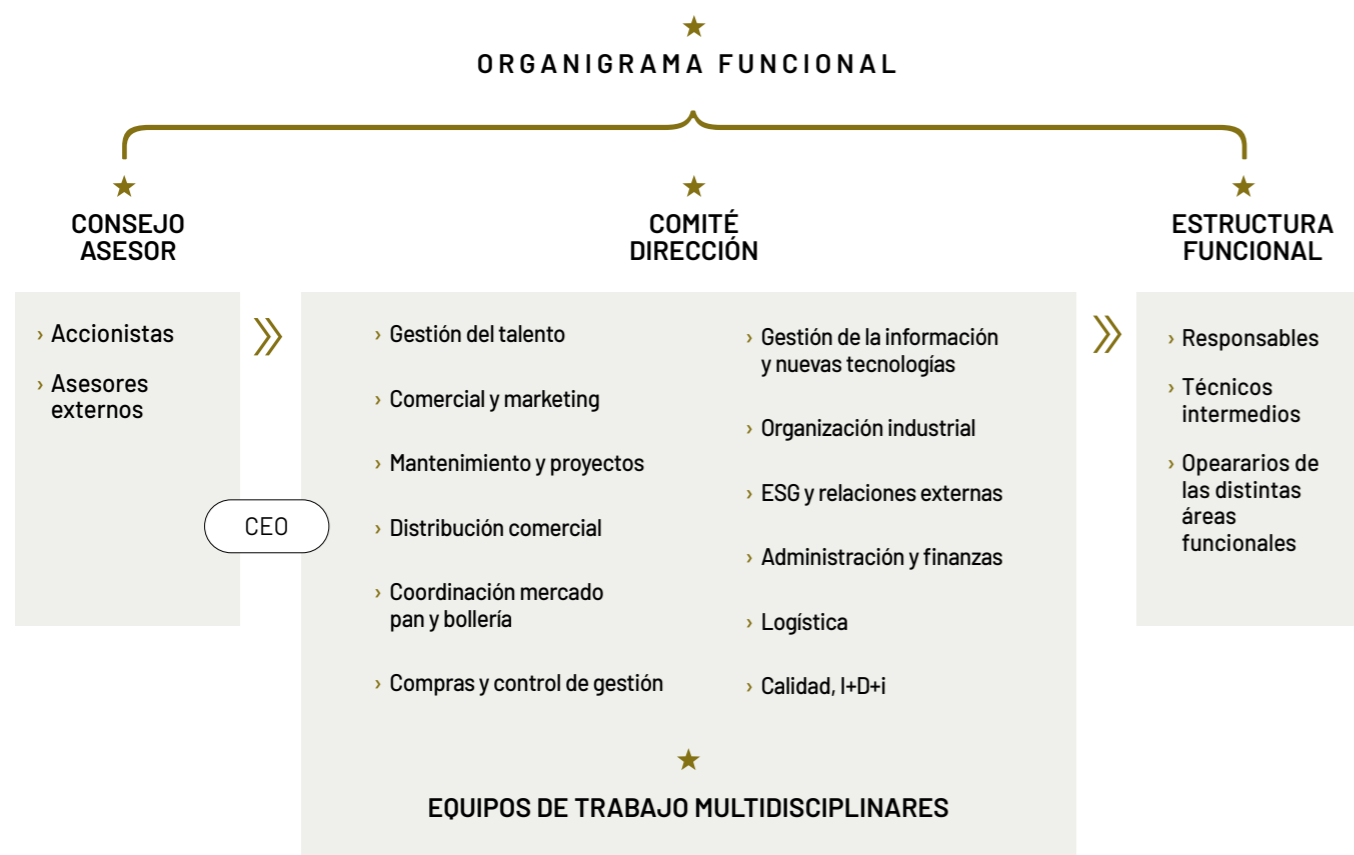 ORGANIGRAMA FUNCIONAL
CONSEJO
ASESOR
› Accionistas
› Asesores
externos
CEO
COMITÉ
DIRECCIÓN
› Gestión del talento
› Comercial y marketing
› Mantenimiento y proyectos
› Distribución comercial
› Coordinación mercado
pan y bollería
› Compras y control de gestión
› Gestión de la información
y nuevas tecnologías
› Organización industrial
› ESG y relaciones externas
› Administración y finanzas
› Logística
› Calidad, I+D+i
EQUIPOS DE TRABAJO MULTIDISCIPLINARES
ESTRUCTURA
FUNCIONAL
› Responsables
› Técnicos
intermedios
› Opeararios de
las distintas
áreas
funcionales